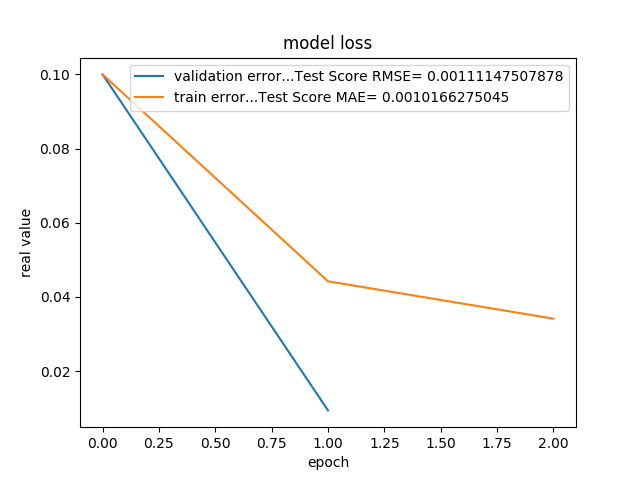 model loss
validation error...Test Score RMSE= 0.00111147507878
train error...Test Score MAE= 0.0010166275045
real value
0.10
0.08
0.06
0.04
0.02
0.00 0.25 0.50 0.75 1.00 1.25 1.50 1.75 2.00
epoch